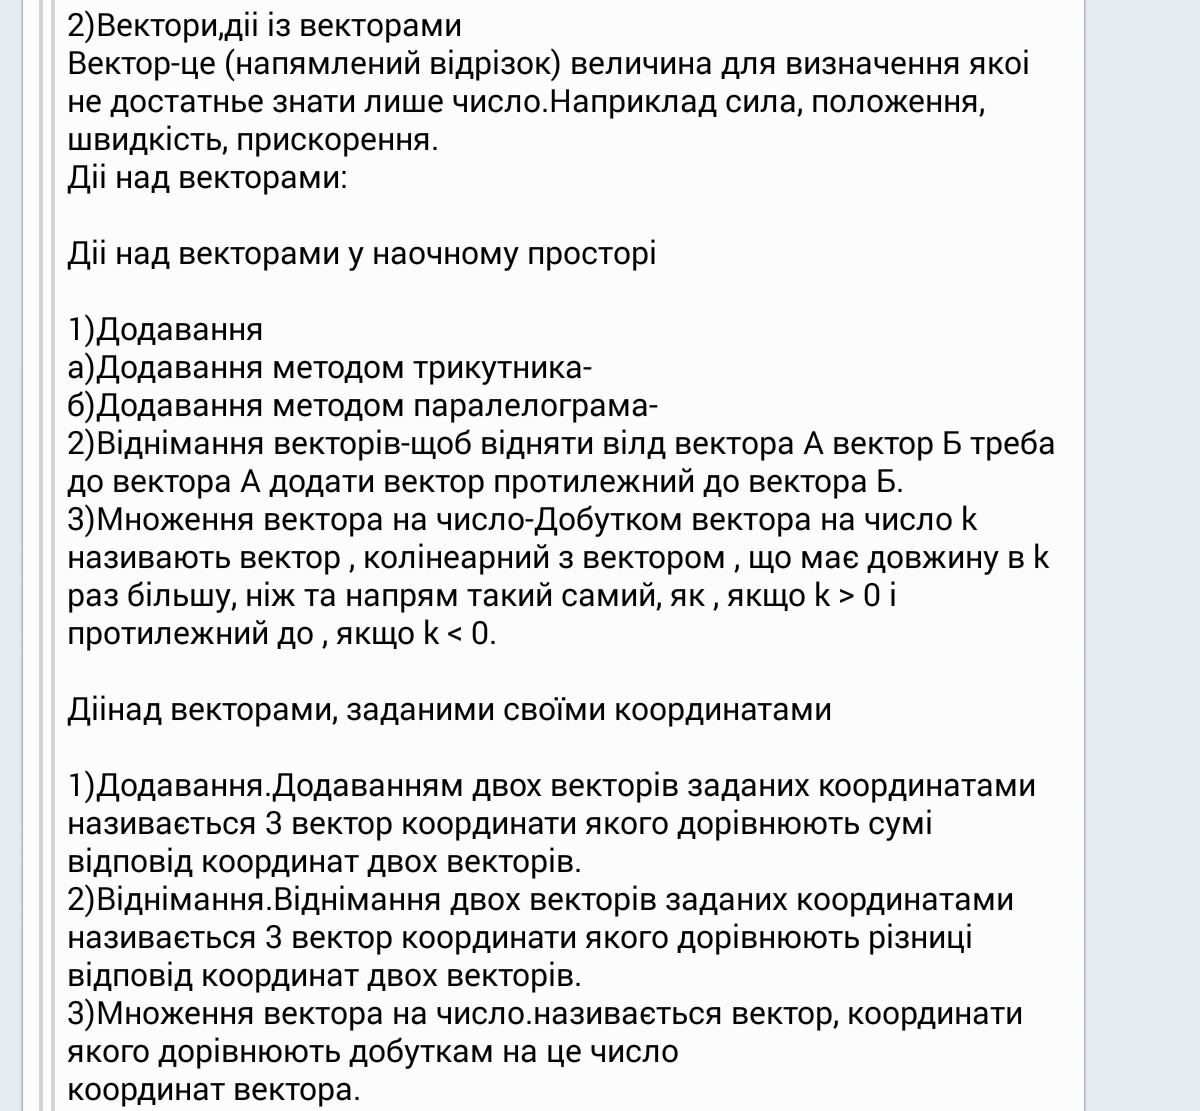 2)Вектори,діі із векторами
Вектор-це (напямлений відрізок) величина для визначення якоі
не достатньє знати лише число.Наприклад сила, положення,
швидкість, прискорення.
Діі над векторами:
Діі над векторами у наочному просторі
1)Додавання
а)Додавання методом трикутника-
б)Додавання методом паралелограма-
2)Віднімання векторів-щоб відняти вілд вектора А вектор Б треба
до вектора А додати вектор протилежний до вектора Б.
3)Множення вектора на число-Добутком вектора на число k
називають вектор , колінеарний з вектором , що має довжину в k
раз більшу, ніж та напрям такий самий, як , якщо k > 0 і
протилежний до , якщо k < 0.
Діінад векторами, заданими своїми координатами
1)Додавання.Додаванням двох векторів заданих координатами
називається 3 вектор координати якого дорівнюють сумі
відповід координат двох векторів.
2)Віднімання.Віднімання двох векторів заданих координатами
називається 3 вектор координати якого дорівнюють різниці
відповід координат двох векторів.
3)Множення вектора на число.називається вектор, координати
якого дорівнюють добуткам на це число
координат вектора.